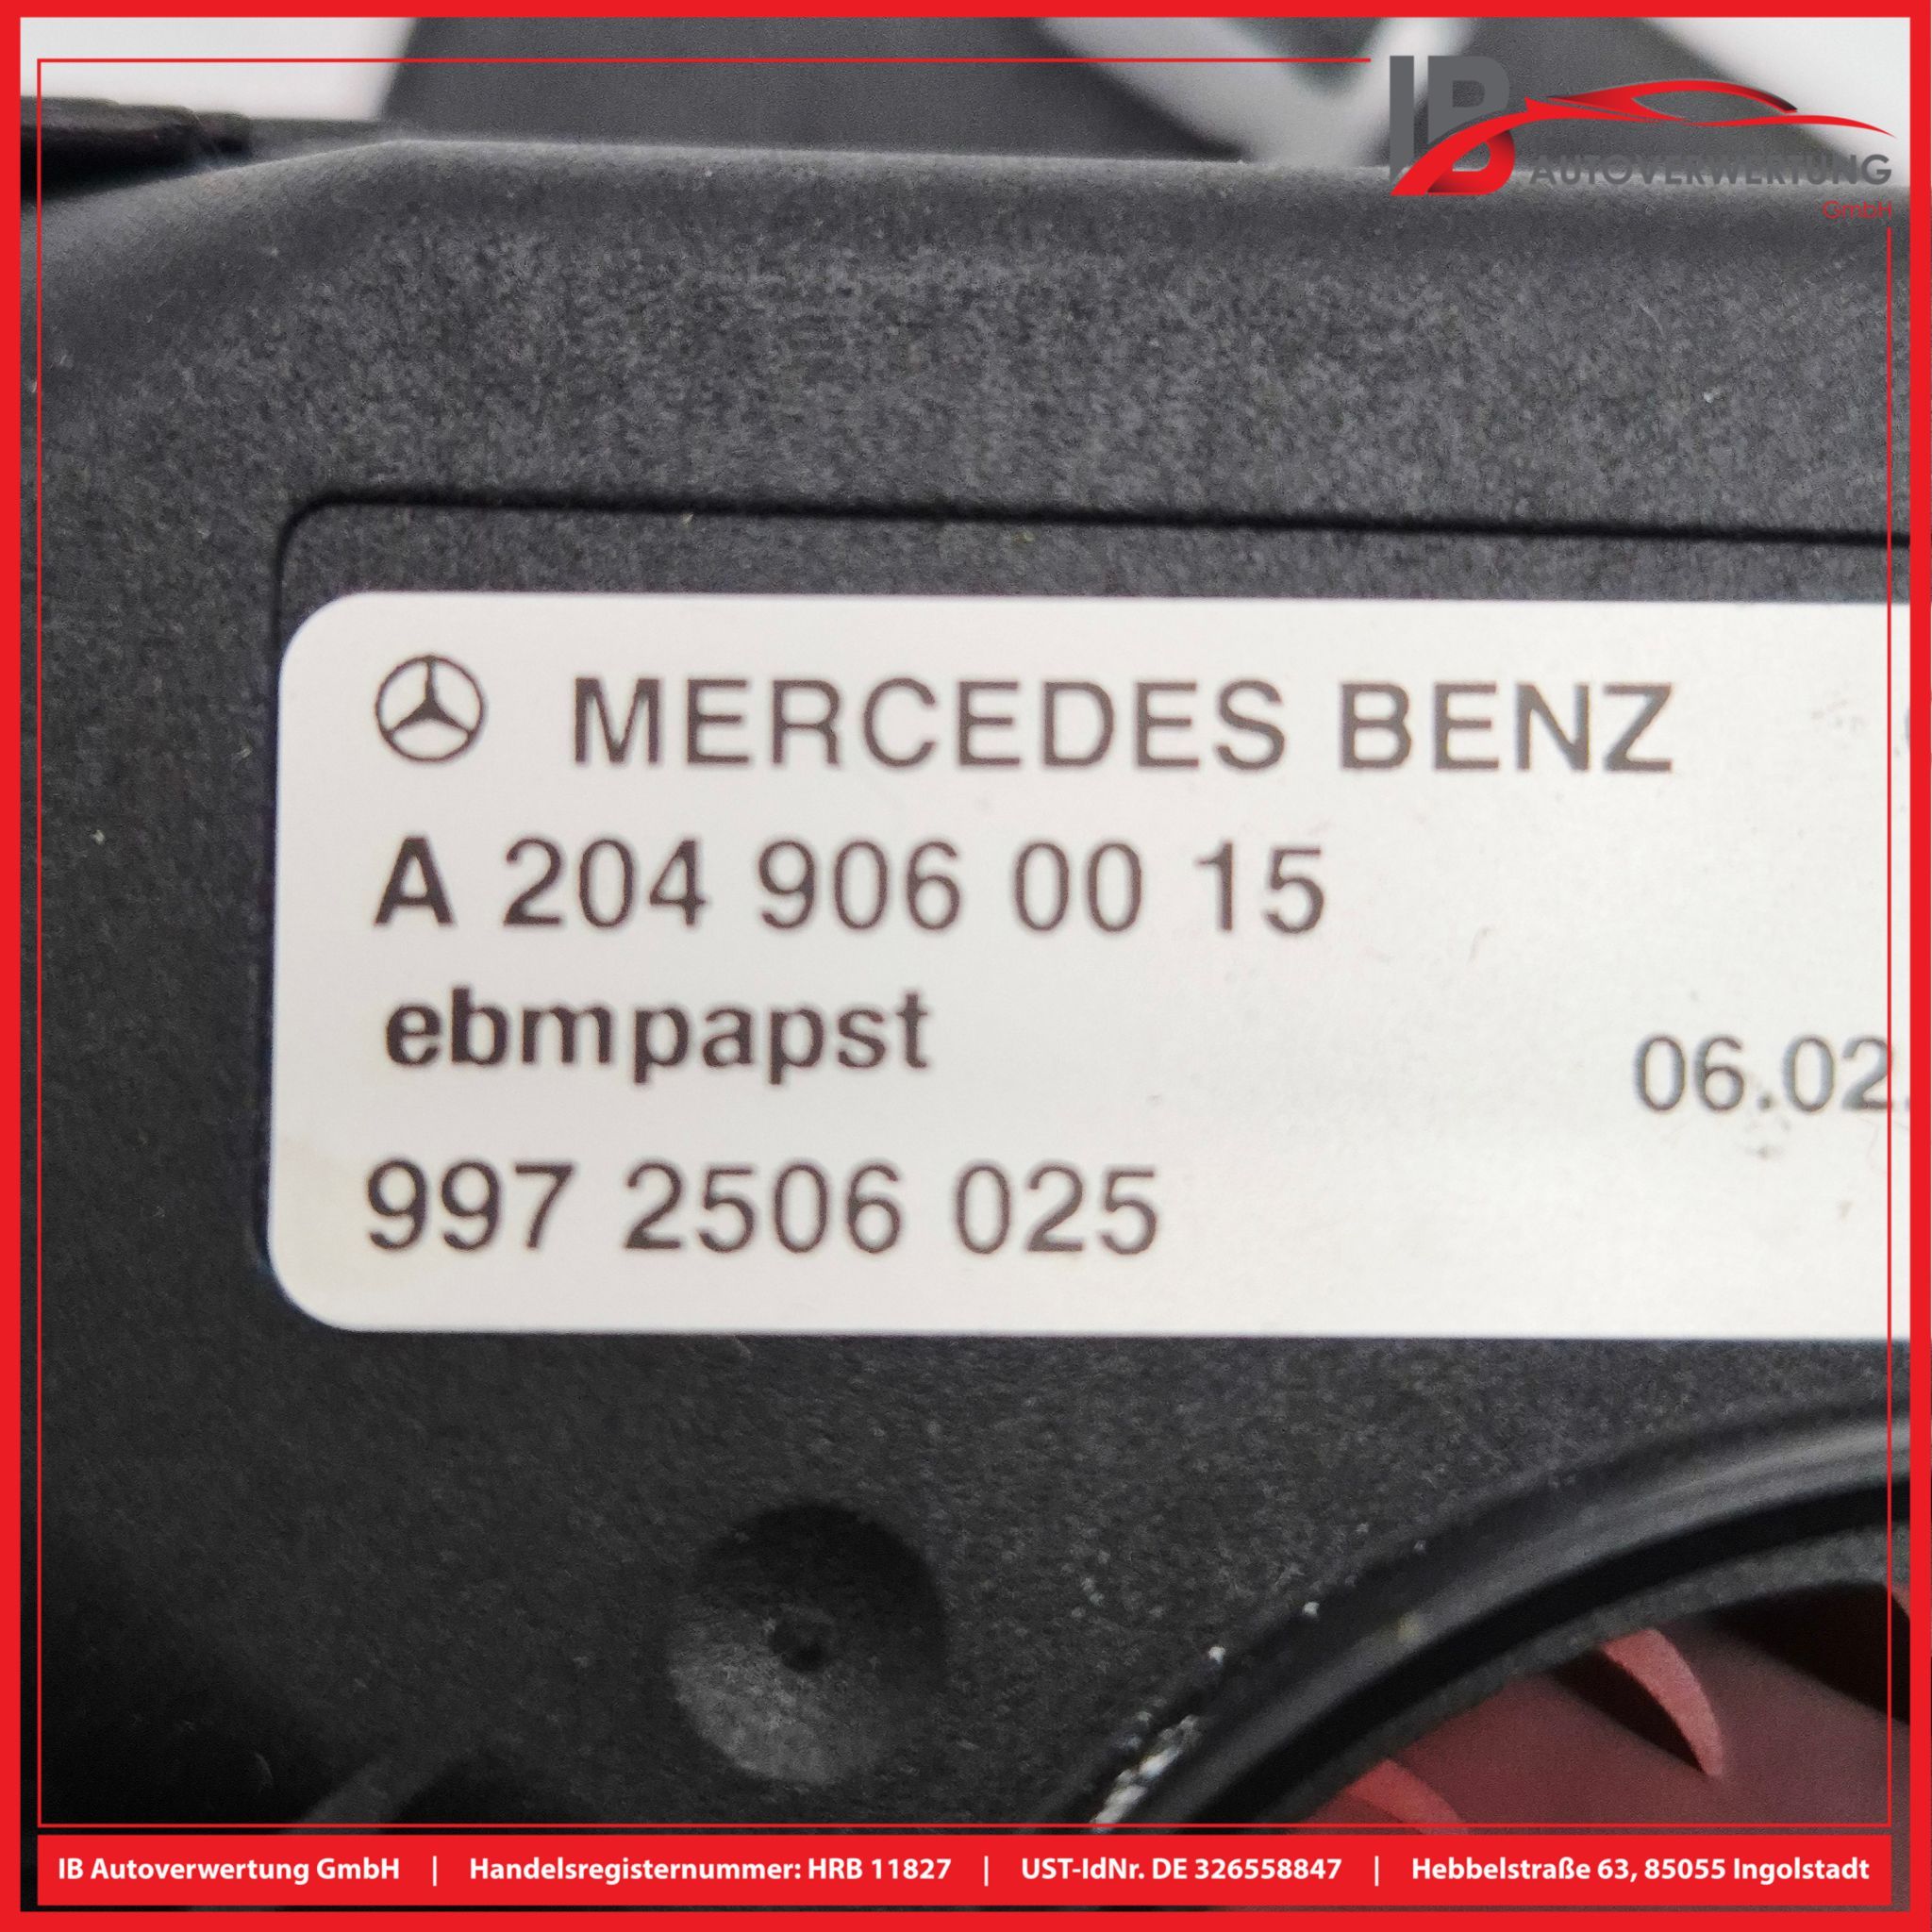 IB
AUTOVERWERTUNG
GmbH
MERCEDES BENZ
A 204 906 00 15
ebmpapst
06.02
997 2506 025
IB Autoverwertung GmbH | Handelsregisternummer: HRB 11827 | UST-IdNr. DE 326558847 | Hebbelstraße 63, 85055 Ingolstadt